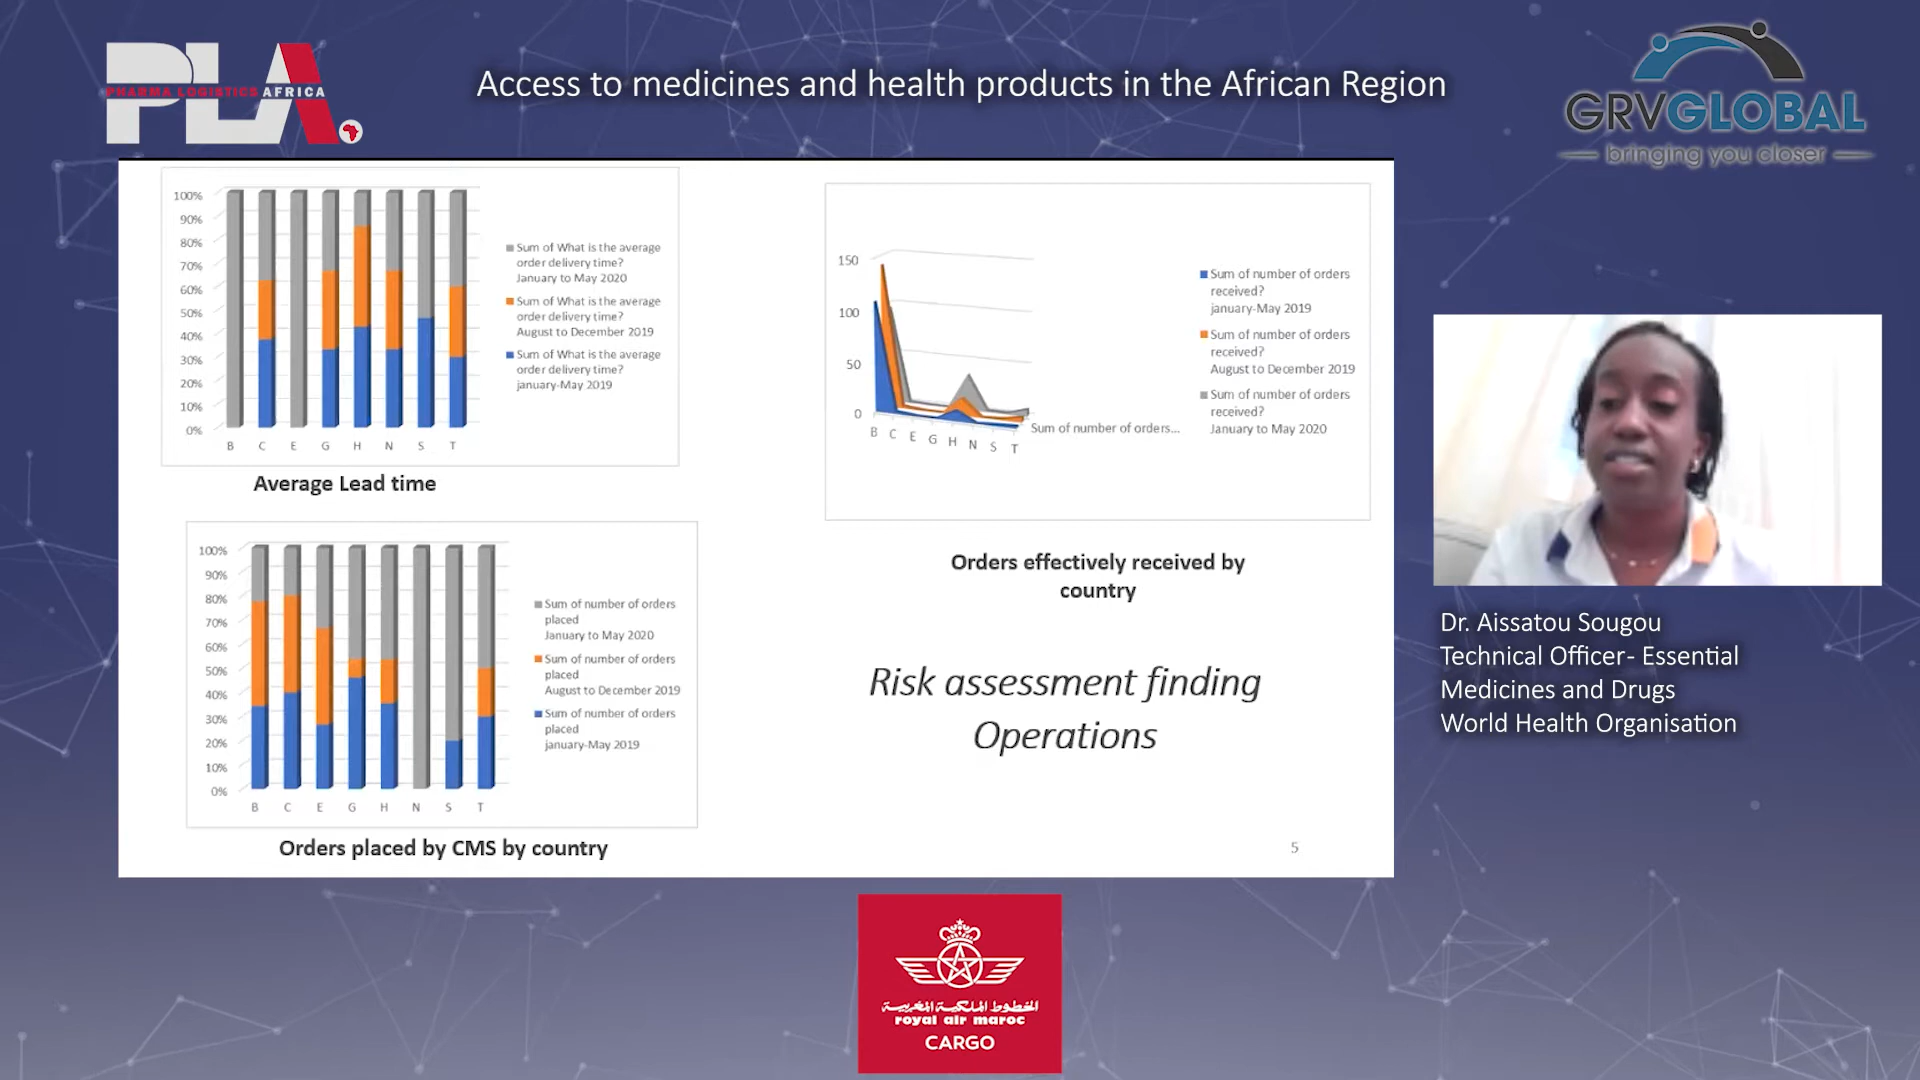 PLA
PHARMA LOGISTICS AFRICA
Access to medicines and health products in the African Region
GRVGLOBAL
bringing you closer
100%
90%
80%
70%
60%
50%
40%
30%
20%
10%
0%
B C E G H N S T
Sum of What is the average
order delivery time?
January to May 2020
Sum of What is the average
order delivery time?
August to December 2019
Sum of What is the average
order delivery time?
january-May 2019
Average Lead time
150
100
50
0
B C E G H N S T
Sum of number of orders...
Sum of number of orders
received?
january-May 2019
Sum of number of orders
received?
August to December 2019
Sum of number of orders
received?
January to May 2020
Orders effectively received by
country
100%
90%
80%
70%
60%
50%
40%
30%
20%
10%
0%
B C E G H N S T
Sum of number of orders
placed
January to May 2020
Sum of number of orders
placed
August to December 2019
Sum of number of orders
placed
january-May 2019
Orders placed by CMS by country
Risk assessment finding
Operations
5
Dr. Aissatou Sougou
Technical Officer- Essential
Medicines and Drugs
World Health Organisation
الخطوط الملكية المغربية
royal air maroc
CARGO